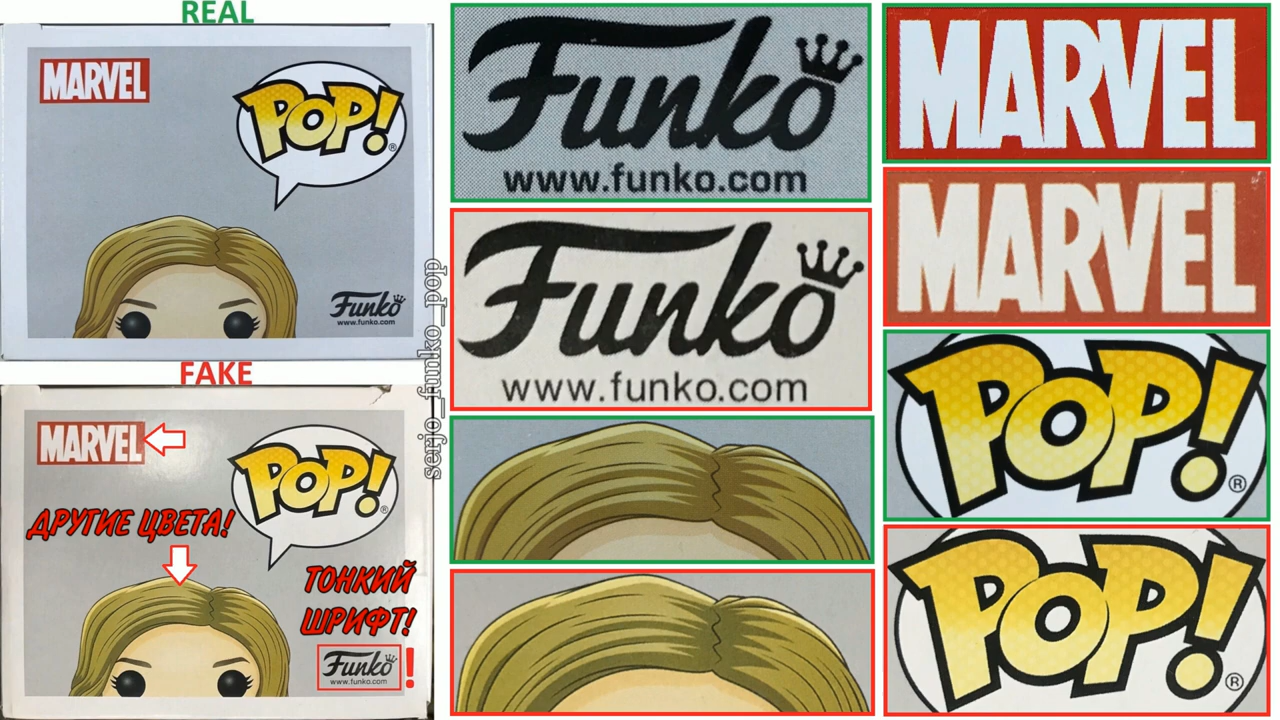 REAL
MARVEL
POP!
®
Funko
www.funko.com
FAKE
MARVEL
POP!
®
ДРУГИЕ ЦВЕТА!
ТОНКИЙ
ШРИФТ!
Funko
www.funko.com
!
serjo_funko_pop
Funko
www.funko.com
Funko
www.funko.com
MARVEL
MARVEL
POP!
®
POP!
®